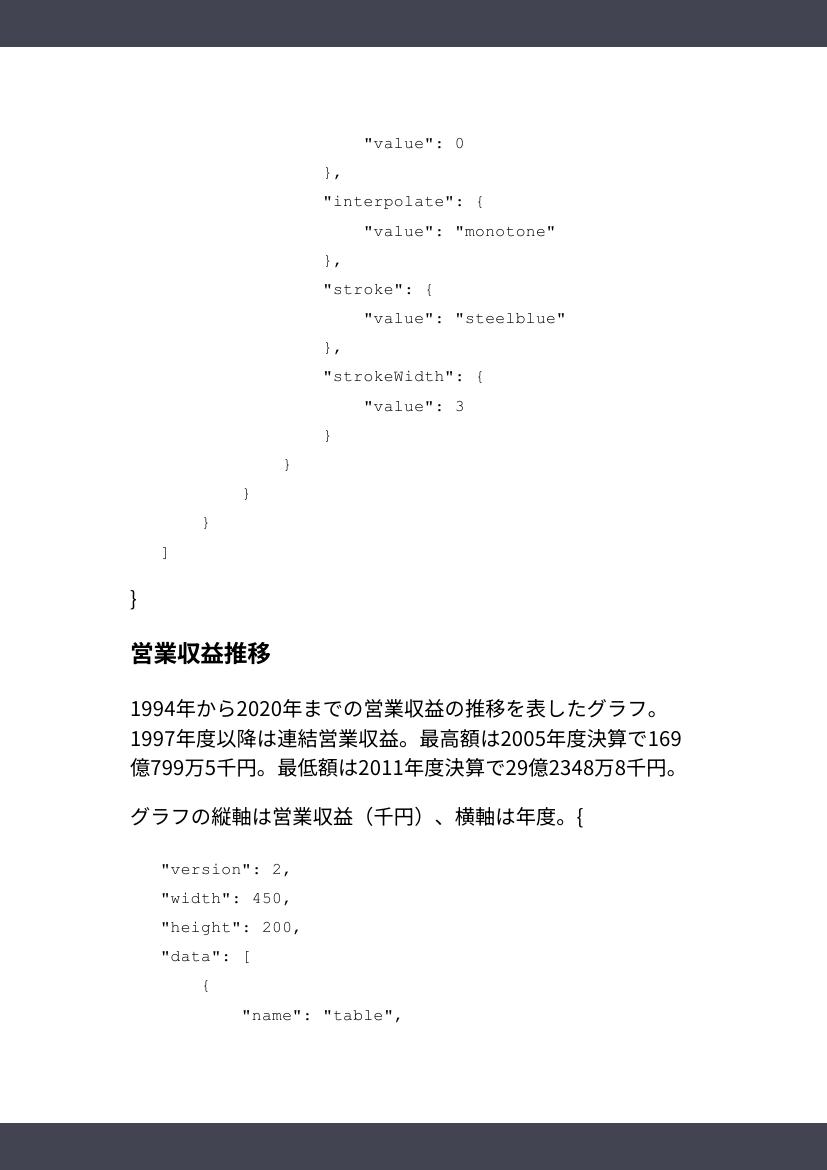 "value": 0
},
"interpolate": {
"value": "monotone"
},
"stroke": {
"value": "steelblue"
},
"strokeWidth": {
"value": 3
}
}
}
}
]
}
営業収益推移
1994年から2020年までの営業収益の推移を表したグラフ。
1997年度以降は連結営業収益。最高額は2005年度決算で169
億799万5千円。最低額は2011年度決算で29億2348万8千円。
グラフの縦軸は営業収益（千円）、横軸は年度。{
"version": 2,
"width": 450,
"height": 200,
"data": [
{
"name": "table",